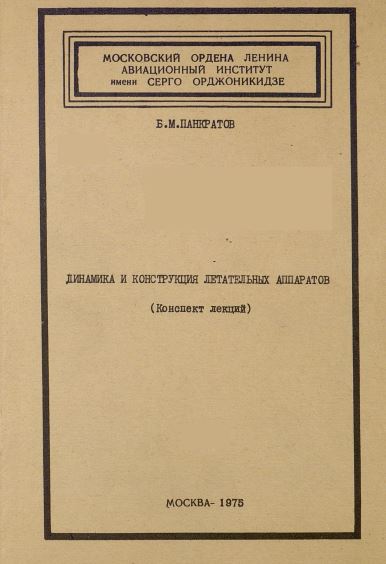 МОСКОВСКИЙ ОРДЕНА ЛЕНИНА
АВИАЦИОННЫЙ ИНСТИТУТ
имени СЕРГО ОРДЖОНИКИДЗЕ
Б.М.ПАНКРАТОВ
ДИНАМИКА И КОНСТРУКЦИЯ ЛЕТАТЕЛЬНЫХ АППАРАТОВ
(Конспект лекций)
МОСКВА- 1975